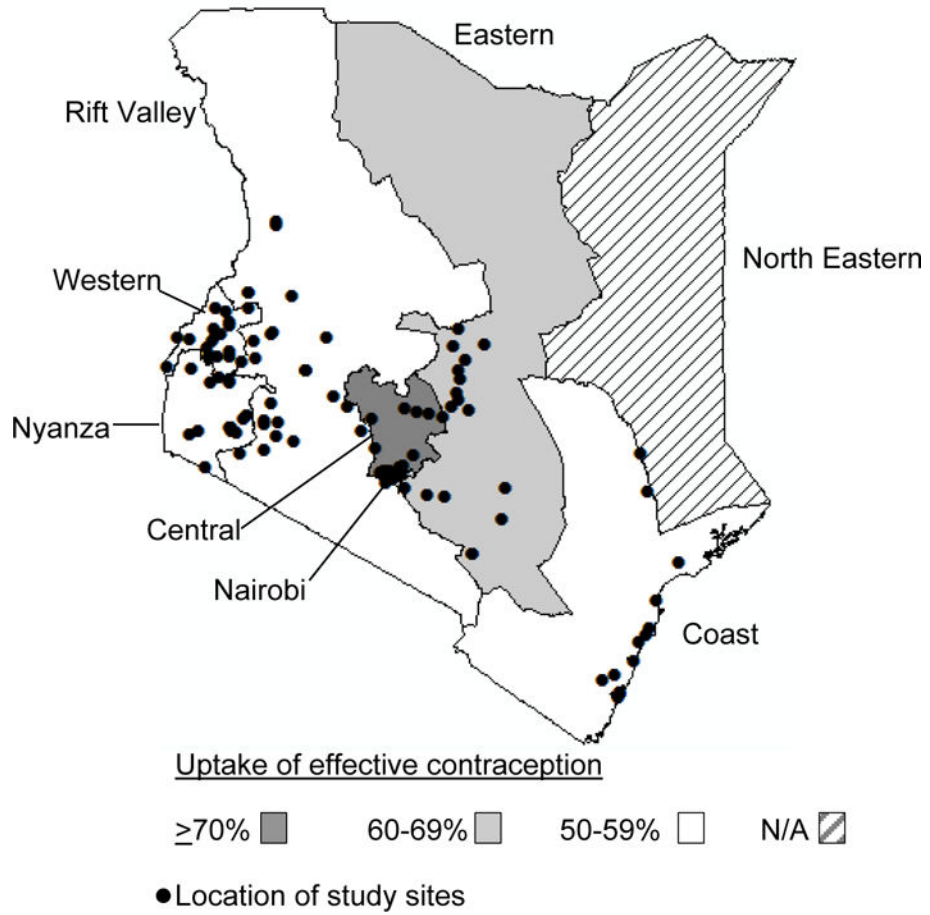 Eastern
Rift Valley
North Eastern
Western
Nyanza
Central
Nairobi
Coast
Uptake of effective contraception
≥70% 60-69% 50-59% N/A
Location of study sites